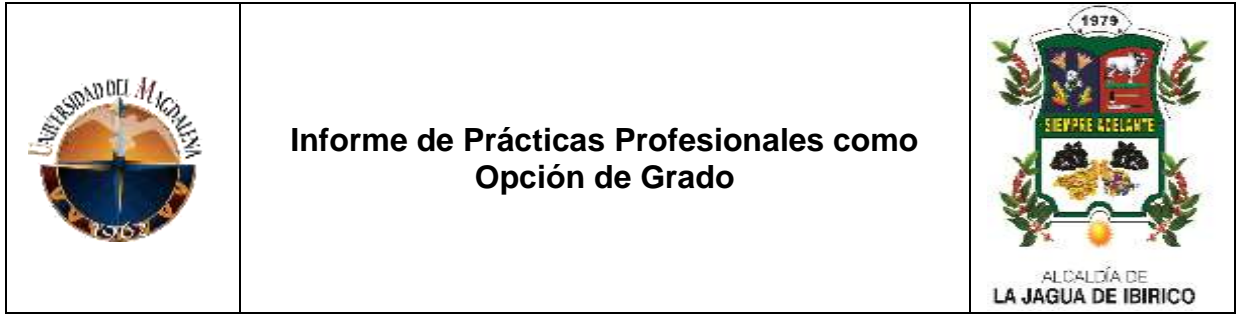 UNIVERSIDAD DEL MAGDALENA
1962
Informe de Prácticas Profesionales como
Opción de Grado
1979
SIEMPRE ADELANTE
ALCALDÍA DE
LA JAGUA DE IBIRICO